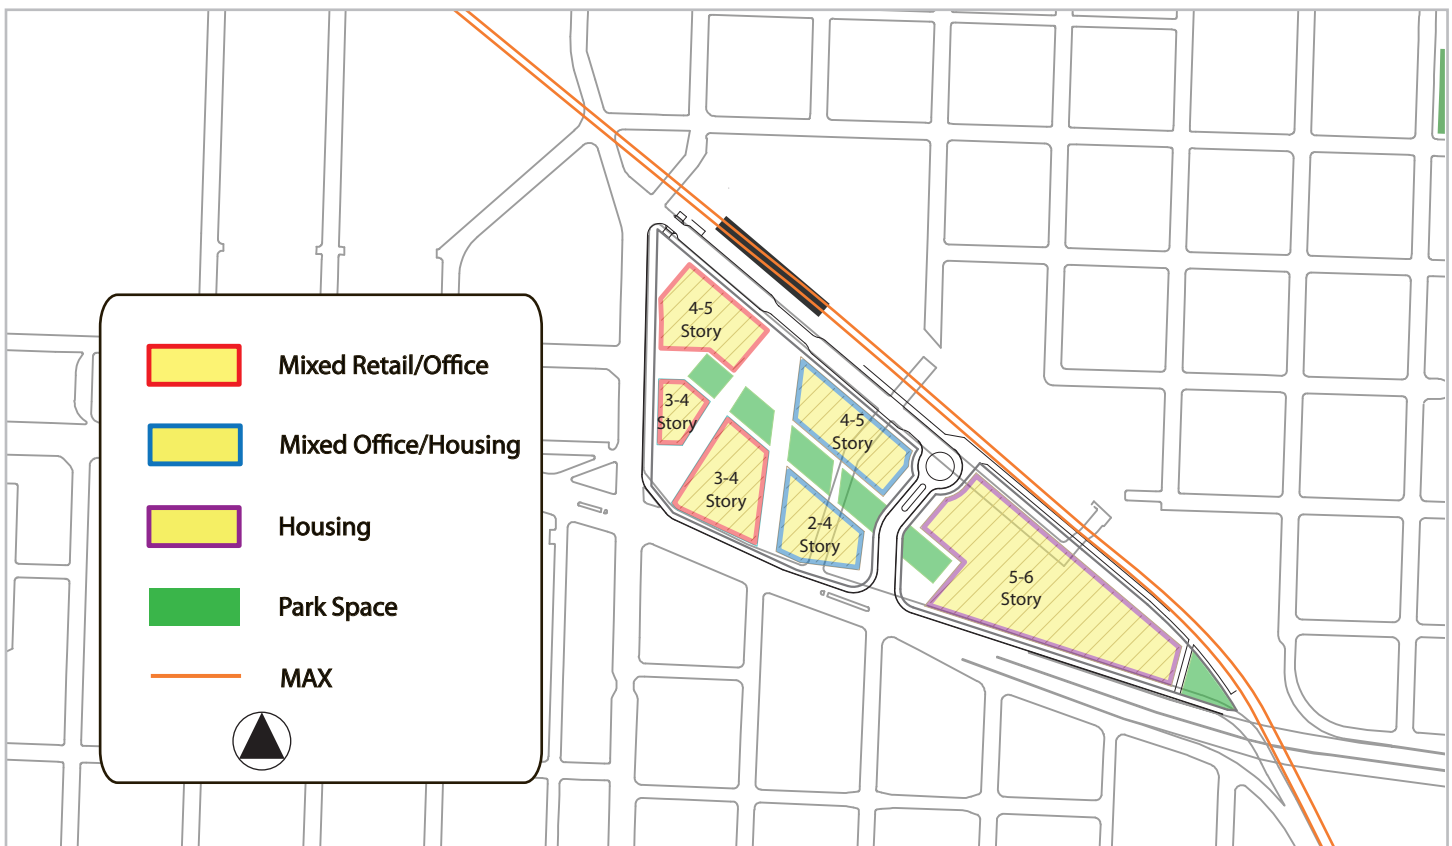 4-5
Story
3-4
Story
4-5
Story
3-4
Story
2-4
Story
5-6
Story
Mixed Retail/Office
Mixed Office/Housing
Housing
Park Space
MAX